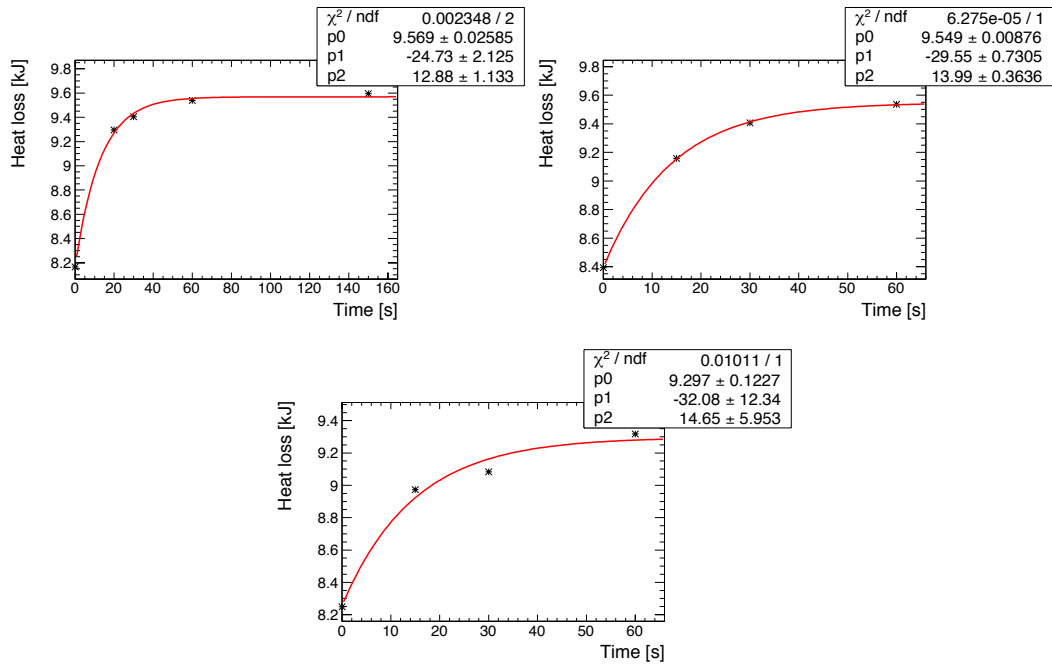 χ² / ndf 0.002348 / 2
p0 9.569 ± 0.02585
p1 -24.73 ± 2.125
p2 12.88 ± 1.133
Heat loss [kJ]
9.8
9.6
9.4
9.2
9
8.8
8.6
8.4
8.2
0 20 40 60 80 100 120 140 160
Time [s]
χ² / ndf 6.275e-05 / 1
p0 9.549 ± 0.00876
p1 -29.55 ± 0.7305
p2 13.99 ± 0.3636
Heat loss [kJ]
9.8
9.6
9.4
9.2
9
8.8
8.6
8.4
0 10 20 30 40 50 60
Time [s]
χ² / ndf 0.01011 / 1
p0 9.297 ± 0.1227
p1 -32.08 ± 12.34
p2 14.65 ± 5.953
Heat loss [kJ]
9.4
9.2
9
8.8
8.6
8.4
8.2
0 10 20 30 40 50 60
Time [s]